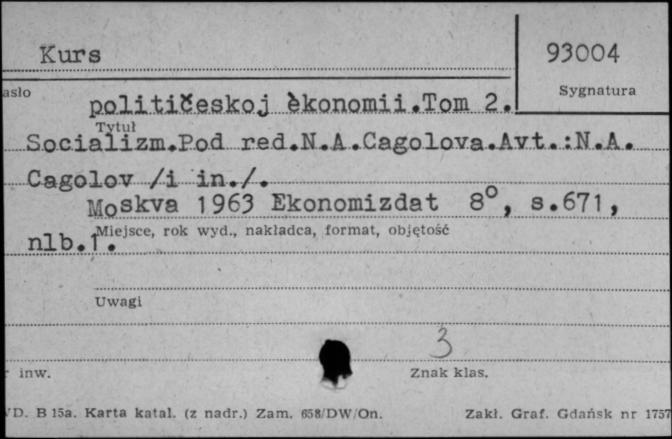 Kurs
93004
asło
Sygnatura
politićeskoj èkonomii.Tom 2.
Tytuł
Socializm.Pod red.N.A.Cagolova.Avt.:N.A.
Cagolov /i in./.
Moskva 1963 Ekonomizdat 8°, s.671,
Miejsce, rok wyd., nakładca, format, objętość
nlb.1.
Uwagi
3
r inw.
Znak klas.
D. B 15a. Karta katal. (z nadr.) Zam. 658/DW/On.
Zakł. Graf. Gdańsk nr 1757